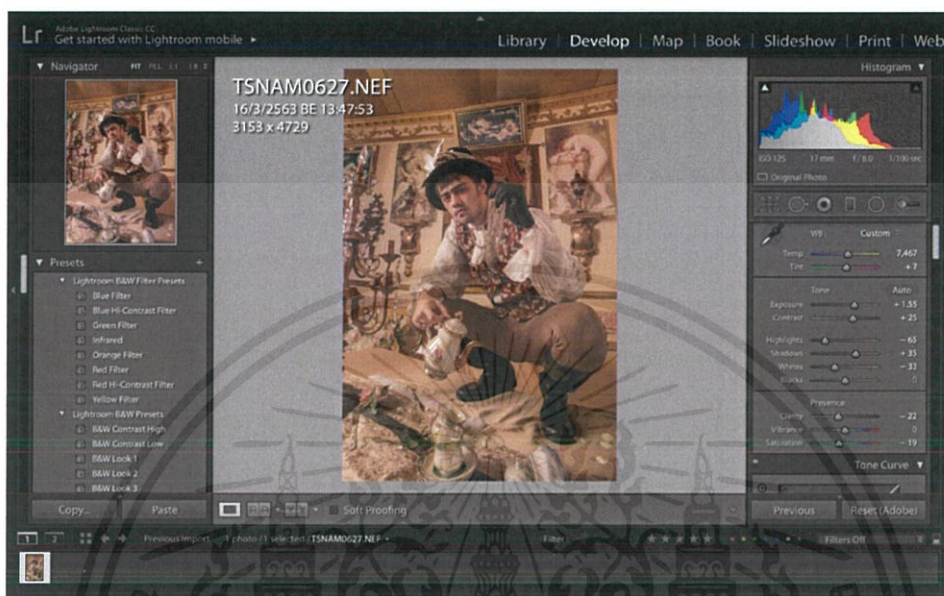 Lr
Adobe Lightroom Classic CC
Get started with Lightroom mobile
Library | Develop | Map | Book | Slideshow | Print | Web
Navigator FIT FILL 1:1
TSNAM0627.NEF
16/3/2563 BE 13:47:53
3153 x 4729
Presets +
Lightroom B&W Filter Presets
Blue Filter
Blue Hi-Contrast Filter
Green Filter
Infrared
Orange Filter
Red Filter
Red Hi-Contrast Filter
Yellow Filter
Lightroom B&W Presets
B&W Contrast High
B&W Contrast Low
B&W Look 1
B&W Look 2
B&W Look 3
Copy... Paste
Soft Proofing
Histogram
ISO 125 17 mm f / 8.0 1/100 sec
Original Photo
WB: Custom
Temp 7,467
Tint + 7
Tone Auto
Exposure + 1.55
Contrast + 25
Highlights - 65
Shadows + 35
Whites - 33
Blacks 0
Presence
Clarity - 22
Vibrance 0
Saturation - 19
Tone Curve
Previous Reset (Adobe)
1 2 Previous Import 1 photo / 1 selected / TSNAM0627.NEF Filter Filters Off